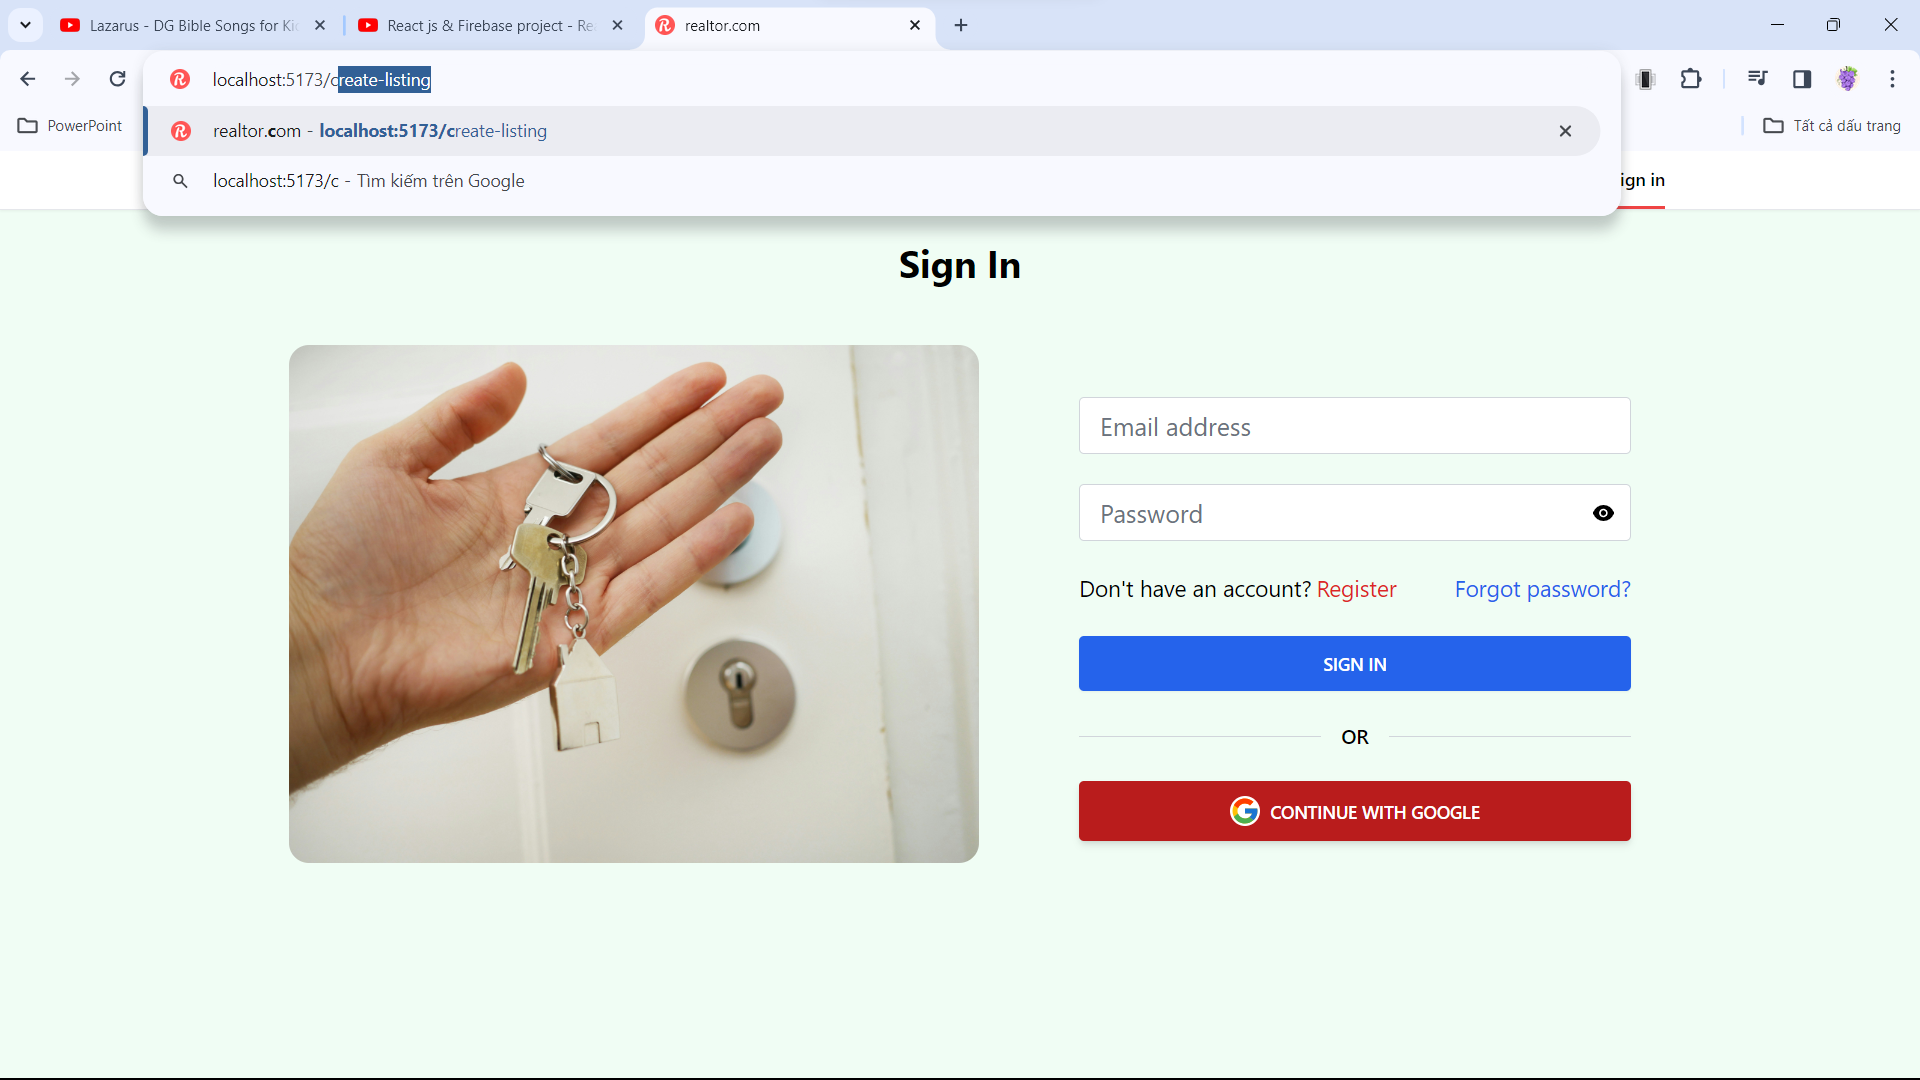 Lazarus - DG Bible Songs for Ki
React js & Firebase project - Re
realtor.com
localhost:5173/create-listing
PowerPoint
realtor.com - localhost:5173/create-listing
Tất cả dấu trang
localhost:5173/c - Tìm kiếm trên Google
ign in
Sign In
Email address
Password
Don't have an account? Register
Forgot password?
SIGN IN
OR
CONTINUE WITH GOOGLE